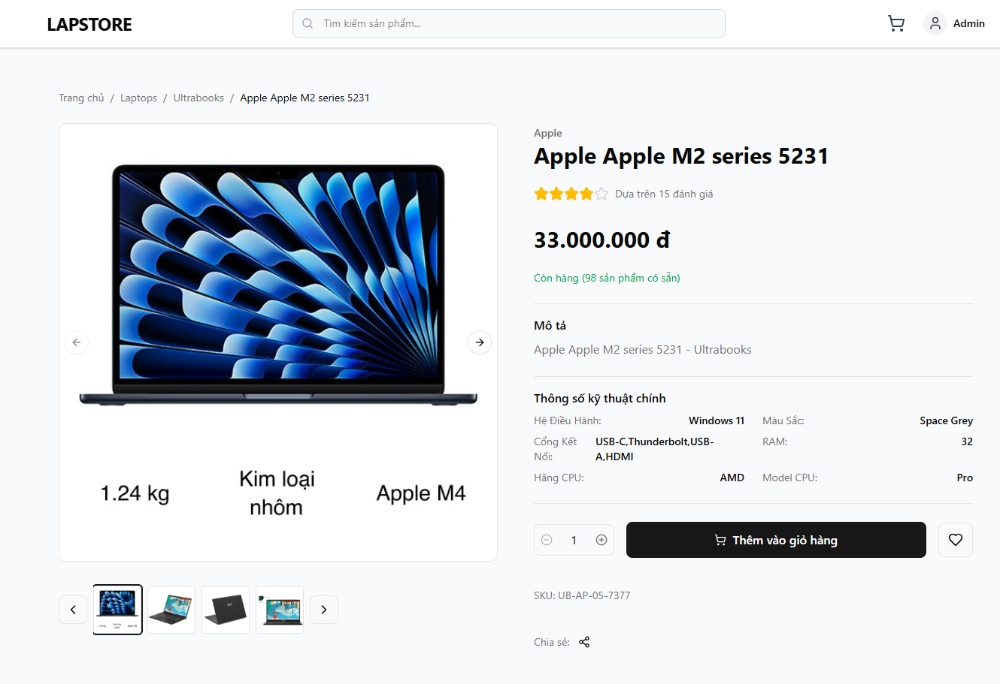 LAPSTORE
Tìm kiếm sản phẩm...
Admin
Trang chủ / Laptops / Ultrabooks / Apple Apple M2 series 5231
1.24 kg
Kim loại
nhôm
Apple M4
Apple
Apple Apple M2 series 5231
Dựa trên 15 đánh giá
33.000.000 đ
Còn hàng (98 sản phẩm có sẵn)
Mô tả
Apple Apple M2 series 5231 - Ultrabooks
Thông số kỹ thuật chính
Hệ Điều Hành: Windows 11
Màu Sắc: Space Grey
Cổng Kết
Nối:
USB-C,Thunderbolt,USB-
A,HDMI
RAM: 32
Hãng CPU: AMD
Model CPU: Pro
1
Thêm vào giỏ hàng
SKU: UB-AP-05-7377
Chia sẻ: